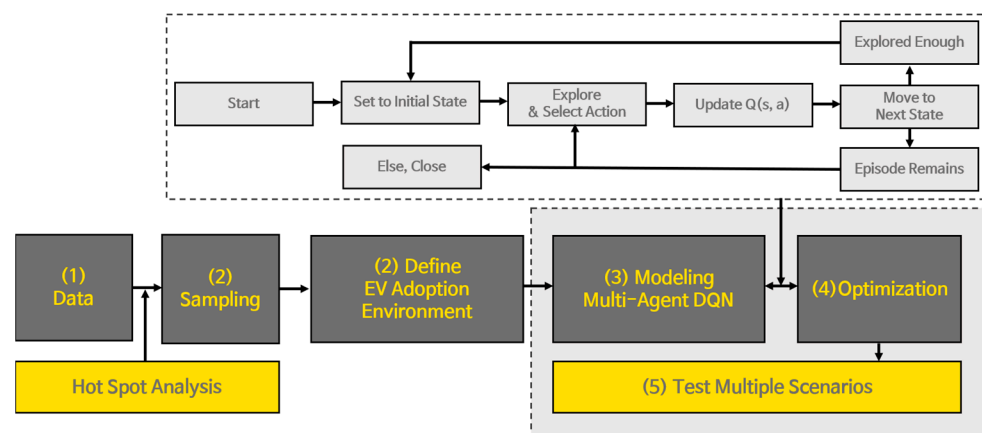 Explored Enough
Start
Set to Initial State
Explore
& Select Action
Update Q(s, a)
Move to
Next State
Else, Close
Episode Remains
(1)
Data
(2)
Sampling
(2) Define
EV Adoption
Environment
(3) Modeling
Multi-Agent DQN
(4)Optimization
Hot Spot Analysis
(5) Test Multiple Scenarios